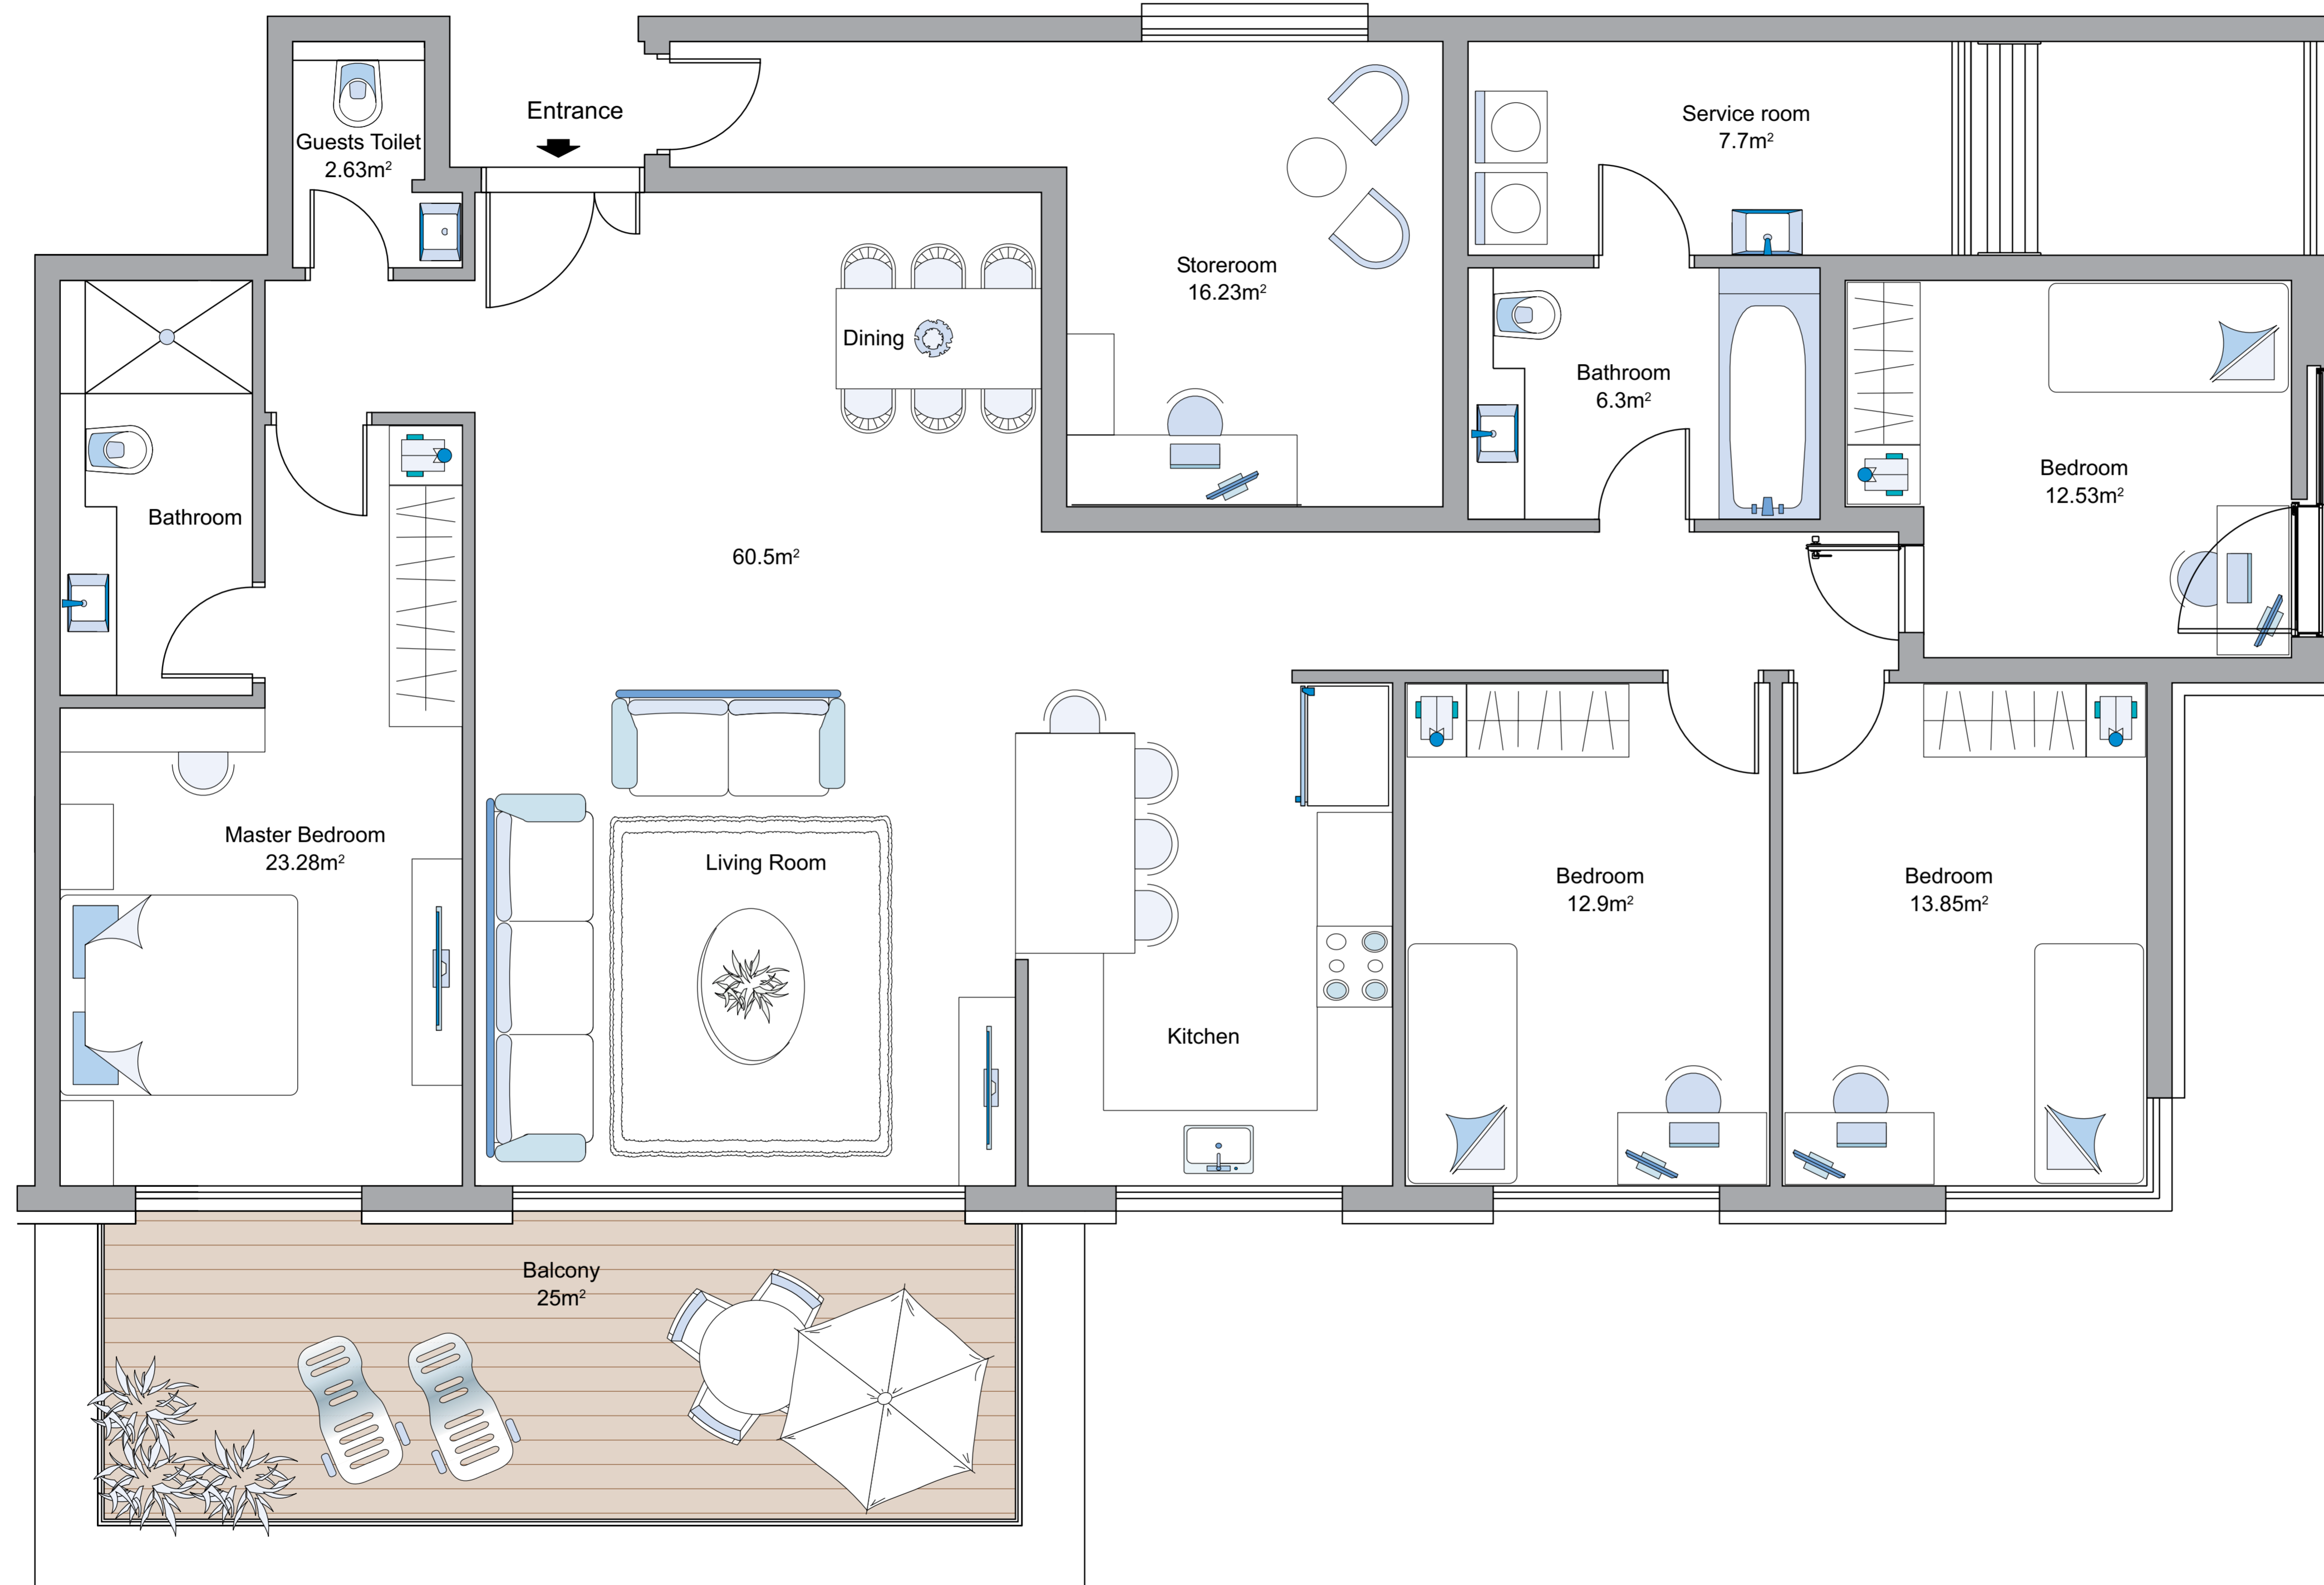 Entrance
Guests Toilet
2.63m²
Service room
7.7m²
Storeroom
16.23m²
Dining
Bathroom
6.3m²
Bedroom
12.53m²
Bathroom
60.5m²
Master Bedroom
23.28m²
Living Room
Bedroom
12.9m²
Bedroom
13.85m²
Kitchen
Balcony
25m²